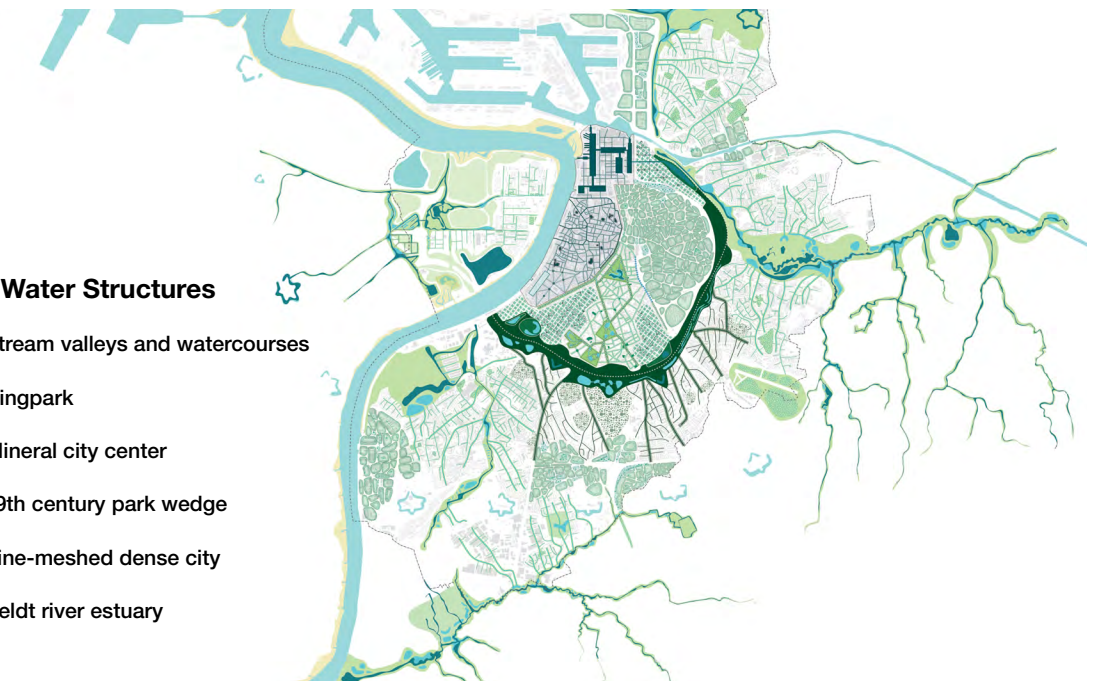 Water Structures
tream valleys and watercourses
ingpark
lineral city center
9th century park wedge
ine-meshed dense city
eldt river estuary